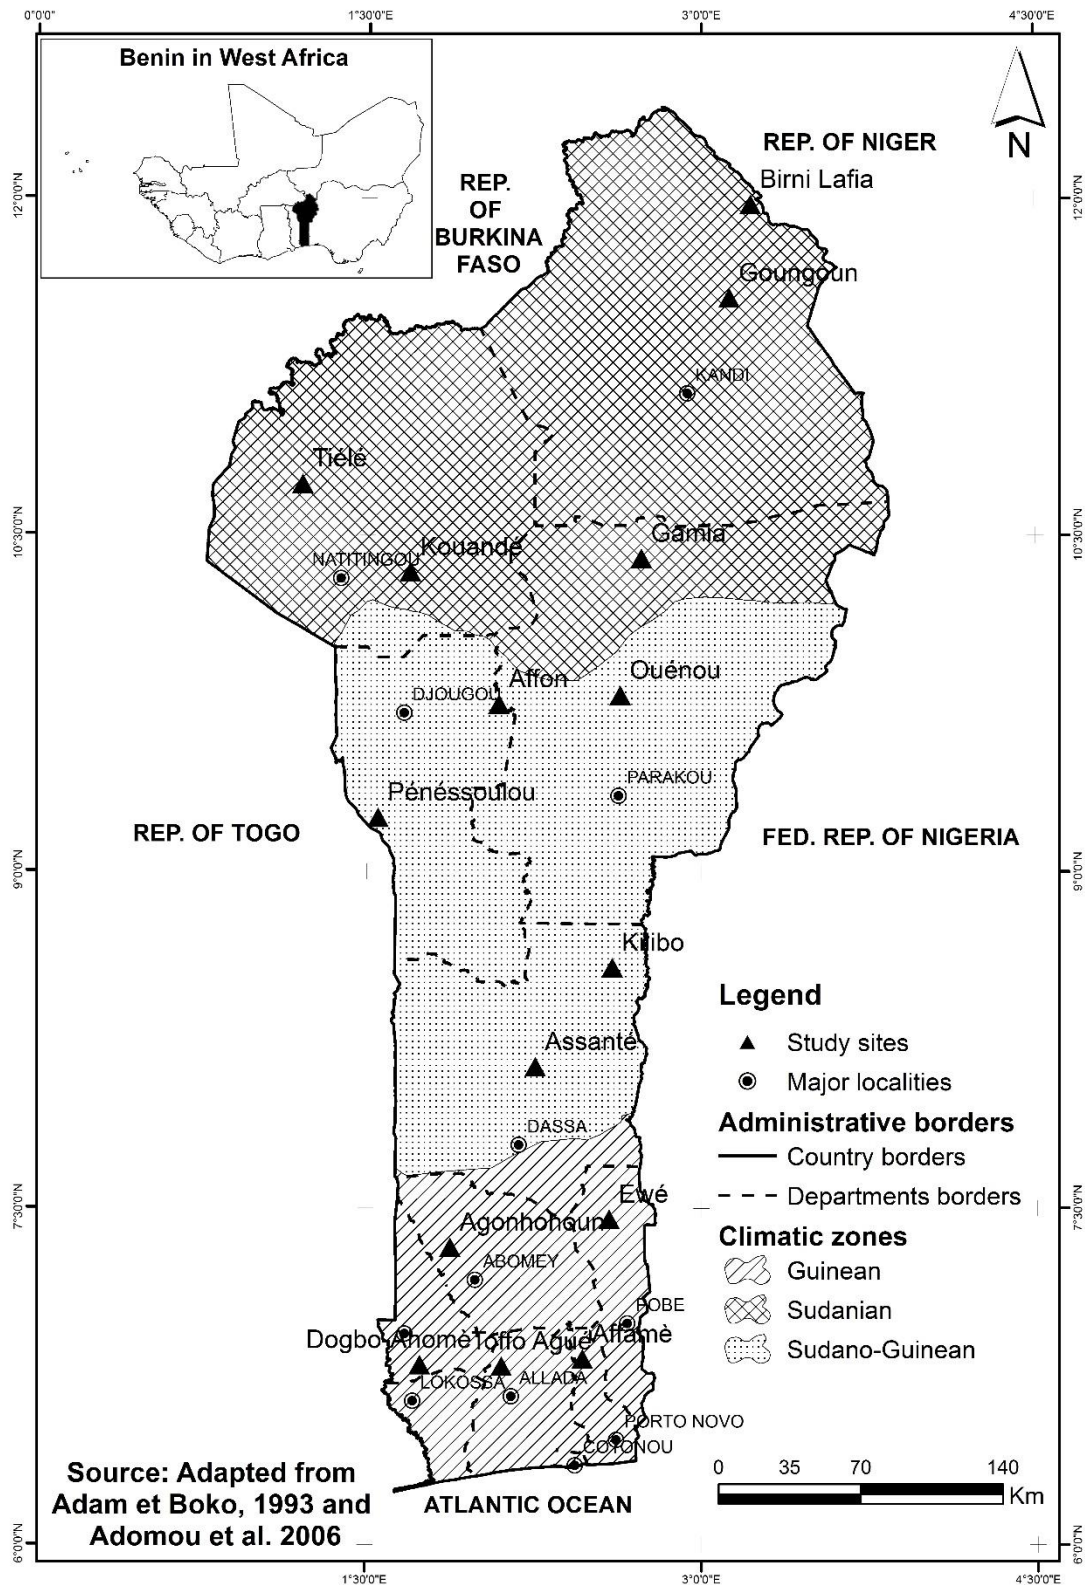 0°0'0"
1°30'0"E
3°0'0"E
4°30'0"E
Benin in West Africa
N
REP. OF NIGER
Birni Lafia
REP.
OF
BURKINA
FASO
12°0'0"N
12°0'0"N
Goungoun
KANDI
Tiélé
10°30'0"N
10°30'0"N
Gamia
Kouandé
NATITINGOU
Ouénou
Affon
DJOUGOU
PARAKOU
Pénéssoulou
REP. OF TOGO
FED. REP. OF NIGERIA
9°0'0"N
9°0'0"N
Kilibo
Legend
Study sites
Major localities
Assanté
DASSA
Administrative borders
Country borders
Departments borders
7°30'0"N
7°30'0"N
Ewé
Agonhohoun
ABOMEY
Climatic zones
Guinean
Sudanian
Sudano-Guinean
POBE
Dogbo Ahomè
Toffo Agué
Affamè
LOKOSSA
ALLADA
PORTO NOVO
COTONOU
Source: Adapted from
Adam et Boko, 1993 and
Adomou et al. 2006
ATLANTIC OCEAN
0 35 70 140
Km
6°0'0"N
6°0'0"N
1°30'0"E
3°0'0"E
4°30'0"E